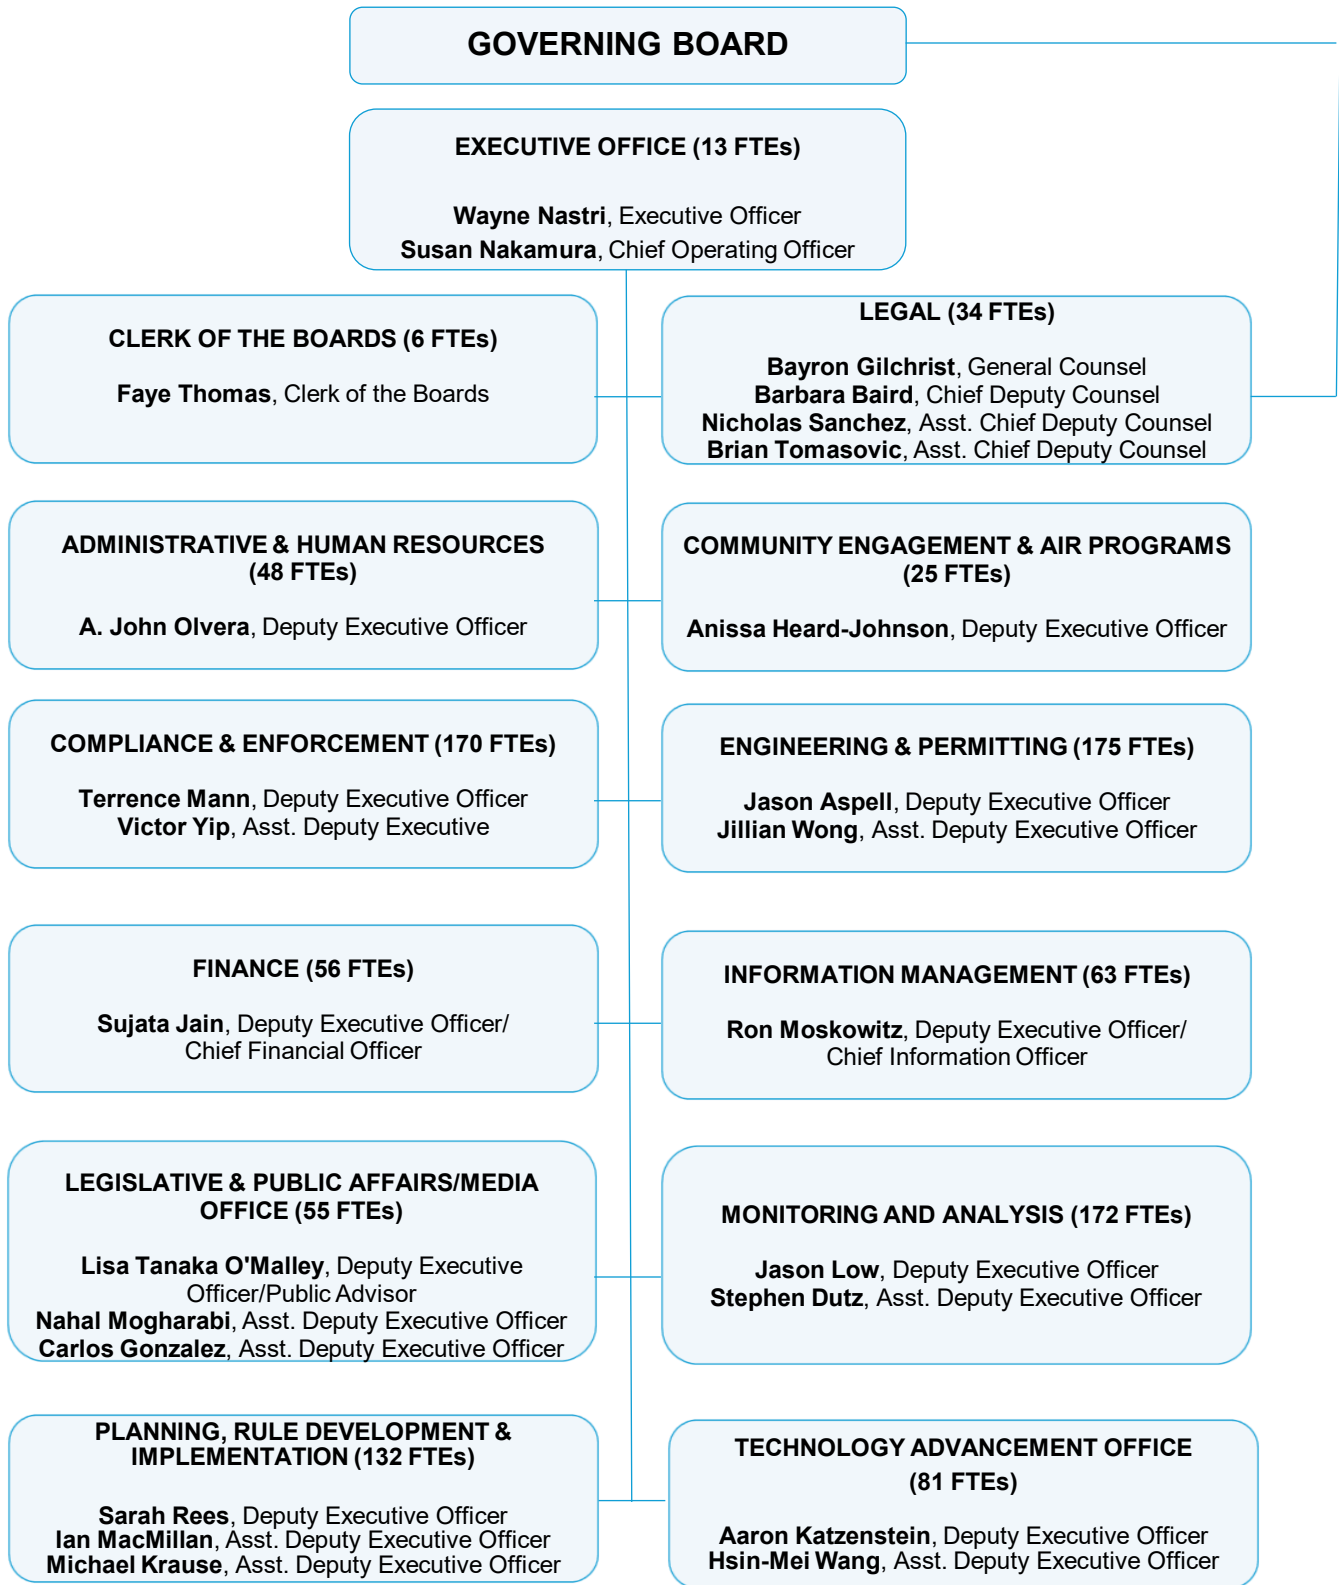 GOVERNING BOARD
EXECUTIVE OFFICE (13 FTEs)
Wayne Nastri, Executive Officer
Susan Nakamura, Chief Operating Officer
CLERK OF THE BOARDS (6 FTEs)
Faye Thomas, Clerk of the Boards
LEGAL (34 FTEs)
Bayron Gilchrist, General Counsel
Barbara Baird, Chief Deputy Counsel
Nicholas Sanchez, Asst. Chief Deputy Counsel
Brian Tomasovic, Asst. Chief Deputy Counsel
ADMINISTRATIVE & HUMAN RESOURCES
(48 FTEs)
A. John Olvera, Deputy Executive Officer
COMMUNITY ENGAGEMENT & AIR PROGRAMS
(25 FTEs)
Anissa Heard-Johnson, Deputy Executive Officer
COMPLIANCE & ENFORCEMENT (170 FTEs)
Terrence Mann, Deputy Executive Officer
Victor Yip, Asst. Deputy Executive
ENGINEERING & PERMITTING (175 FTEs)
Jason Aspell, Deputy Executive Officer
Jillian Wong, Asst. Deputy Executive Officer
FINANCE (56 FTEs)
Sujata Jain, Deputy Executive Officer/
Chief Financial Officer
INFORMATION MANAGEMENT (63 FTEs)
Ron Moskowitz, Deputy Executive Officer/
Chief Information Officer
LEGISLATIVE & PUBLIC AFFAIRS/MEDIA
OFFICE (55 FTEs)
Lisa Tanaka O'Malley, Deputy Executive
Officer/Public Advisor
Nahal Mogharabi, Asst. Deputy Executive Officer
Carlos Gonzalez, Asst. Deputy Executive Officer
MONITORING AND ANALYSIS (172 FTEs)
Jason Low, Deputy Executive Officer
Stephen Dutz, Asst. Deputy Executive Officer
PLANNING, RULE DEVELOPMENT &
IMPLEMENTATION (132 FTEs)
Sarah Rees, Deputy Executive Officer
Ian MacMillan, Asst. Deputy Executive Officer
Michael Krause, Asst. Deputy Executive Officer
TECHNOLOGY ADVANCEMENT OFFICE
(81 FTEs)
Aaron Katzenstein, Deputy Executive Officer
Hsin-Mei Wang, Asst. Deputy Executive Officer